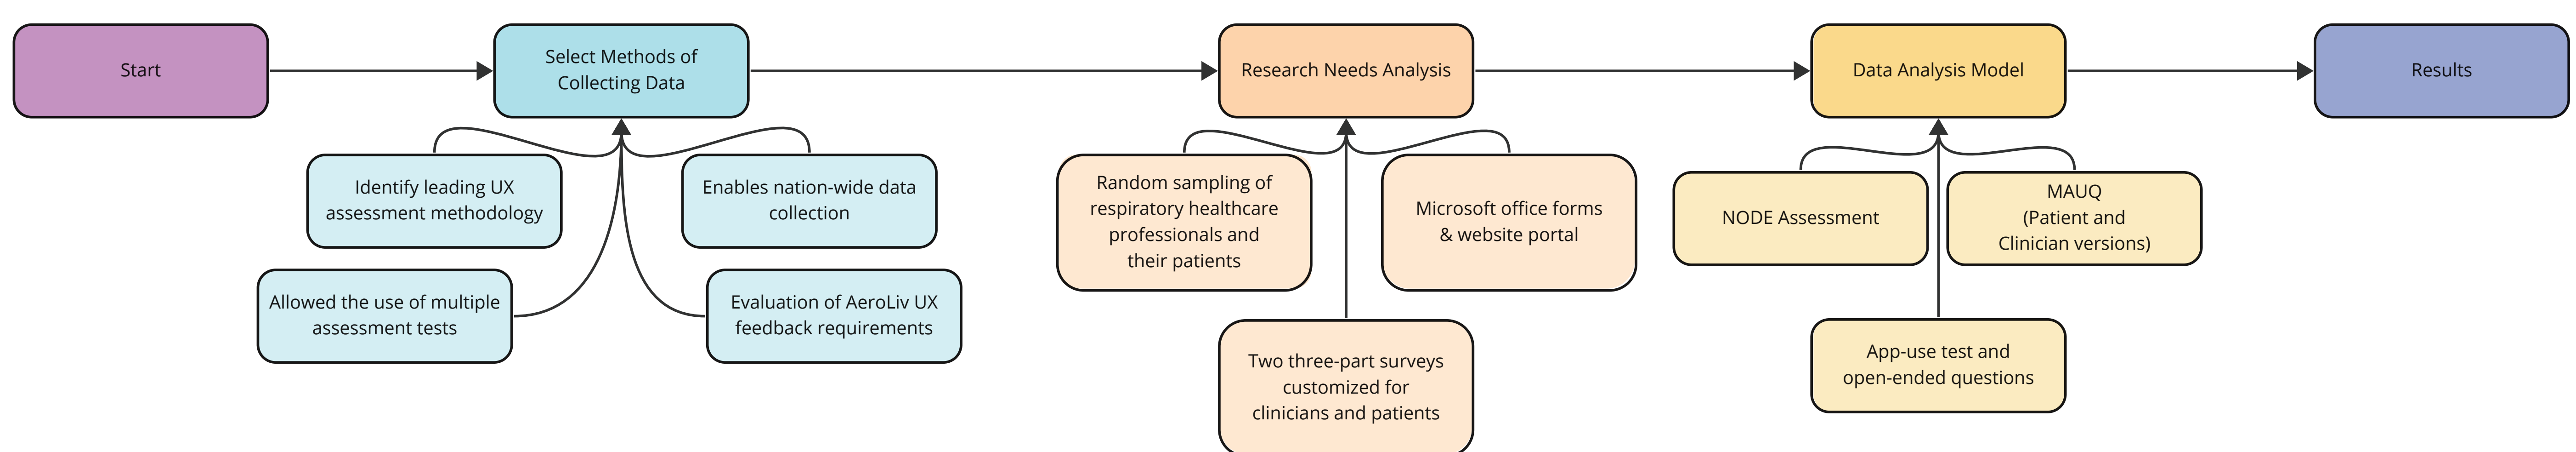 Start
Select Methods of
Collecting Data
Research Needs Analysis
Data Analysis Model
Results
Identify leading UX
assessment methodology
Enables nation-wide data
collection
Allowed the use of multiple
assessment tests
Evaluation of AeroLiv UX
feedback requirements
Random sampling of
respiratory healthcare
professionals and
their patients
Microsoft office forms
& website portal
Two three-part surveys
customized for
clinicians and patients
NODE Assessment
MAUQ
(Patient and
Clinician versions)
App-use test and
open-ended questions